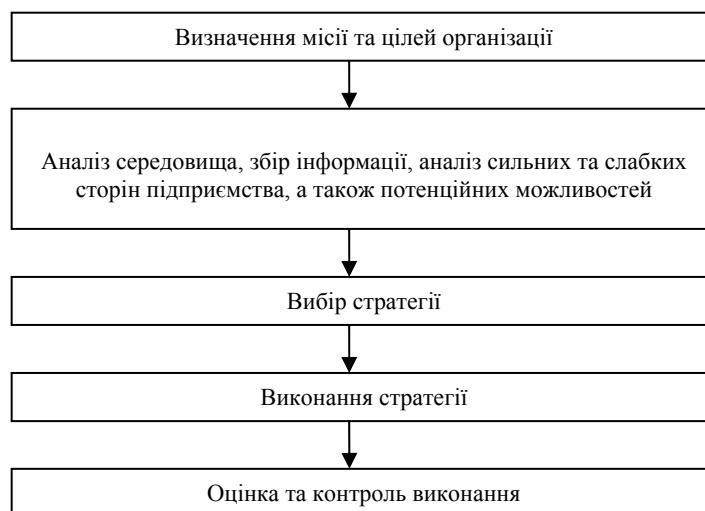 Визначення місії та цілей організації
Аналіз середовища, збір інформації, аналіз сильних та слабких
сторін підприємства, а також потенційних можливостей
Вибір стратегії
Виконання стратегії
Оцінка та контроль виконання